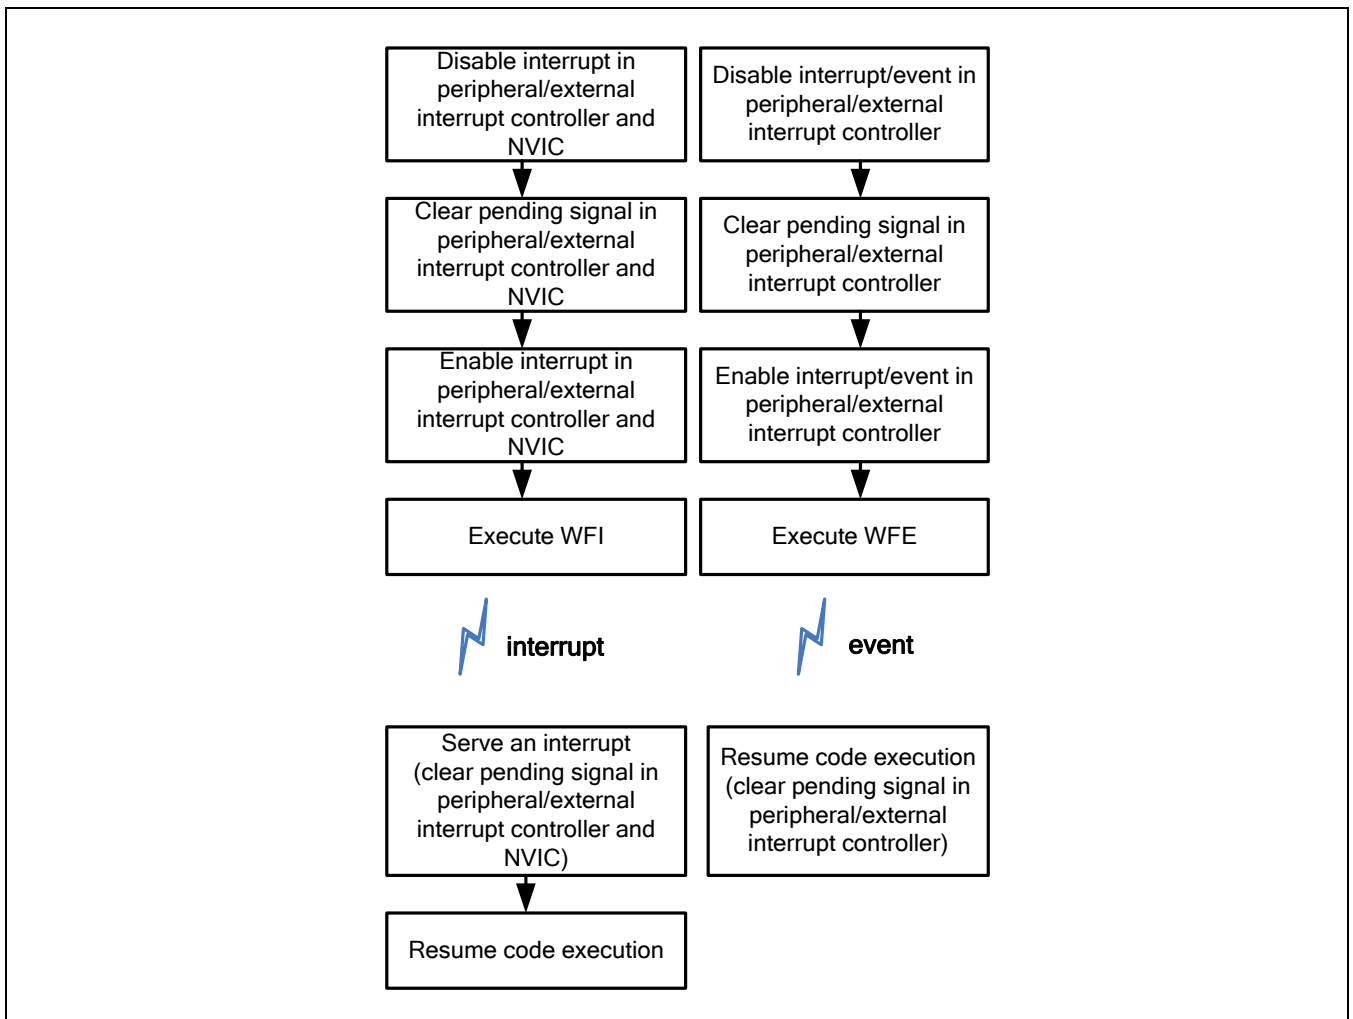 Disable interrupt in
peripheral/external
interrupt controller and
NVIC
Clear pending signal in
peripheral/external
interrupt controller and
NVIC
Enable interrupt in
peripheral/external
interrupt controller and
NVIC
Execute WFI
interrupt
Serve an interrupt
(clear pending signal in
peripheral/external
interrupt controller and
NVIC)
Resume code execution
Disable interrupt/event in
peripheral/external
interrupt controller
Clear pending signal in
peripheral/external
interrupt controller
Enable interrupt/event in
peripheral/external
interrupt controller
Execute WFE
event
Resume code execution
(clear pending signal in
peripheral/external
interrupt controller)